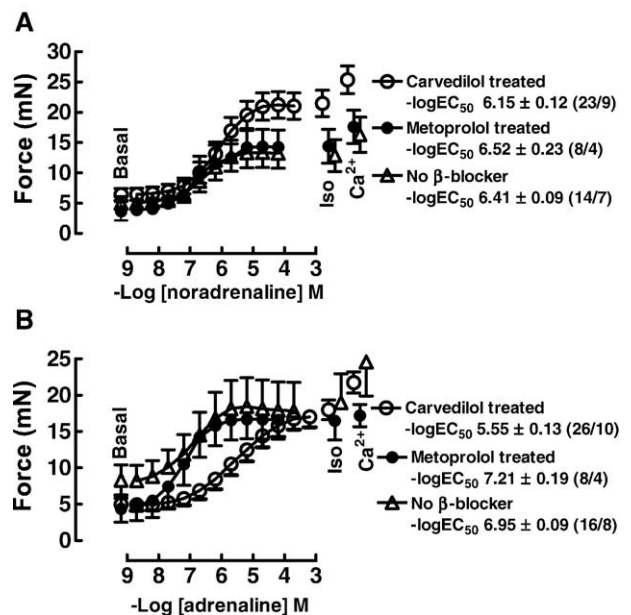 A
Force (mN)
30
25
20
15
10
5
0
Basal
Iso
Ca²⁺
9 8 7 6 5 4 3
-Log [noradrenaline] M
Carvedilol treated
-logEC₅₀ 6.15 ± 0.12 (23/9)
Metoprolol treated
-logEC₅₀ 6.52 ± 0.23 (8/4)
No β-blocker
-logEC₅₀ 6.41 ± 0.09 (14/7)
B
Force (mN)
25
20
15
10
5
0
Basal
Iso
Ca²⁺
9 8 7 6 5 4 3
-Log [adrenaline] M
Carvedilol treated
-logEC₅₀ 5.55 ± 0.13 (26/10)
Metoprolol treated
-logEC₅₀ 7.21 ± 0.19 (8/4)
No β-blocker
-logEC₅₀ 6.95 ± 0.09 (16/8)